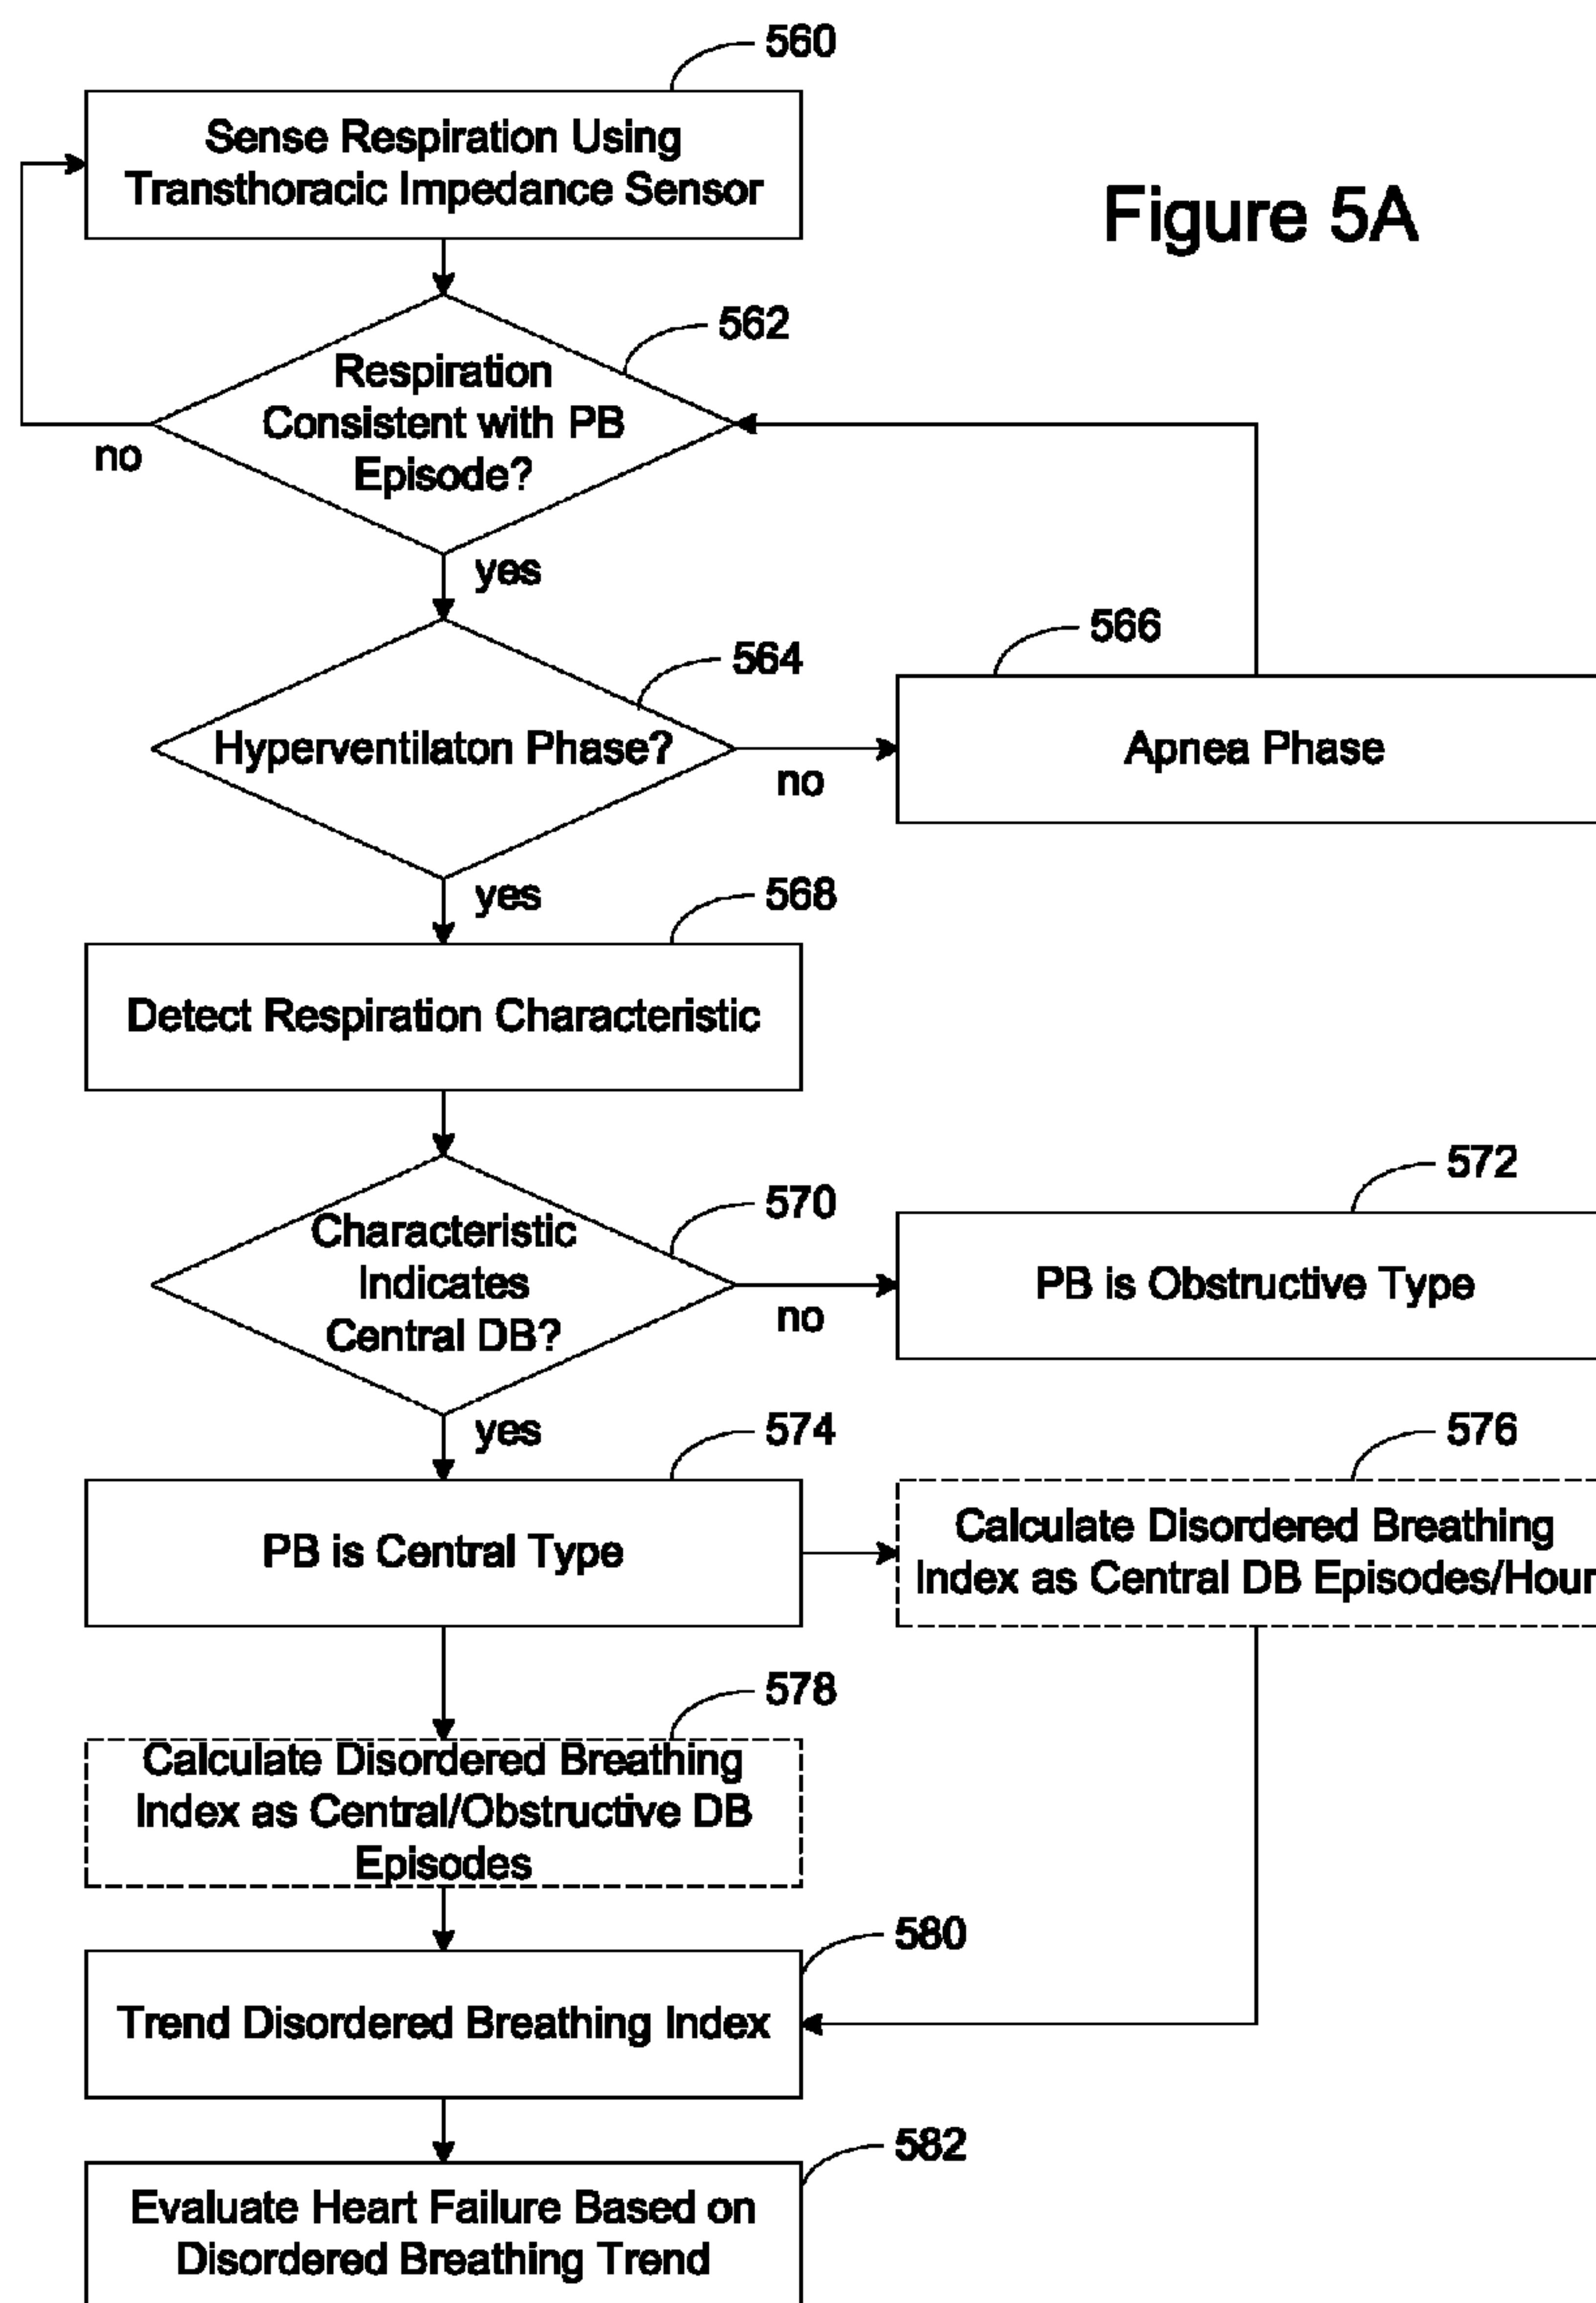 560
Sense Respiration Using
Transthoracic Impedance Sensor
Figure 5A
562
Respiration
Consistent with PB
Episode?
no
yes
564
566
Hyperventilaton Phase?
no
Apnea Phase
yes
568
Detect Respiration Characteristic
570
572
Characteristic
Indicates
Central DB?
no
PB is Obstructive Type
yes
574
576
PB is Central Type
Calculate Disordered Breathing
Index as Central DB Episodes/Hour
578
Calculate Disordered Breathing
Index as Central/Obstructive DB
Episodes
580
Trend Disordered Breathing Index
582
Evaluate Heart Failure Based on
Disordered Breathing Trend